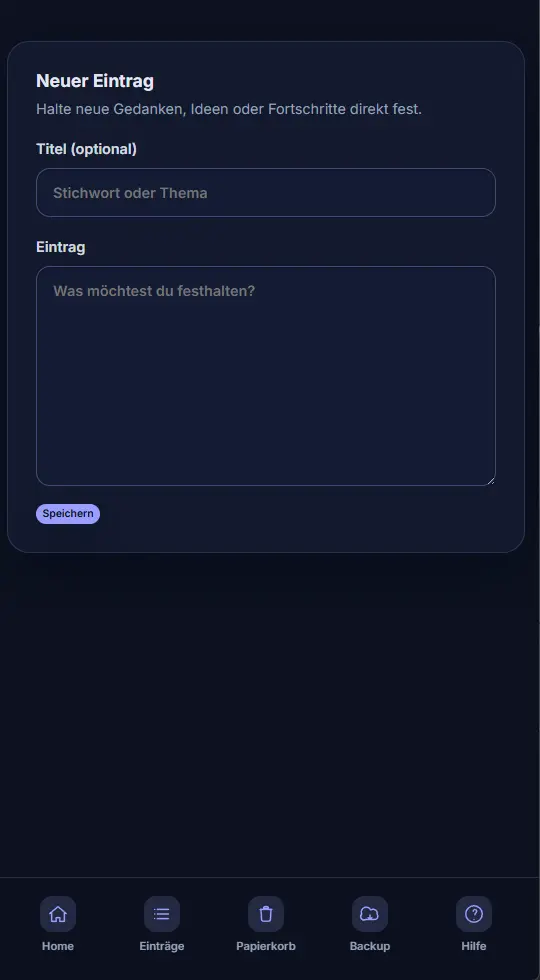 Neuer Eintrag
Halte neue Gedanken, Ideen oder Fortschritte direkt fest.
Titel (optional)
Stichwort oder Thema
Eintrag
Was möchtest du festhalten?
Speichern
Home Einträge Papierkorb Backup Hilfe